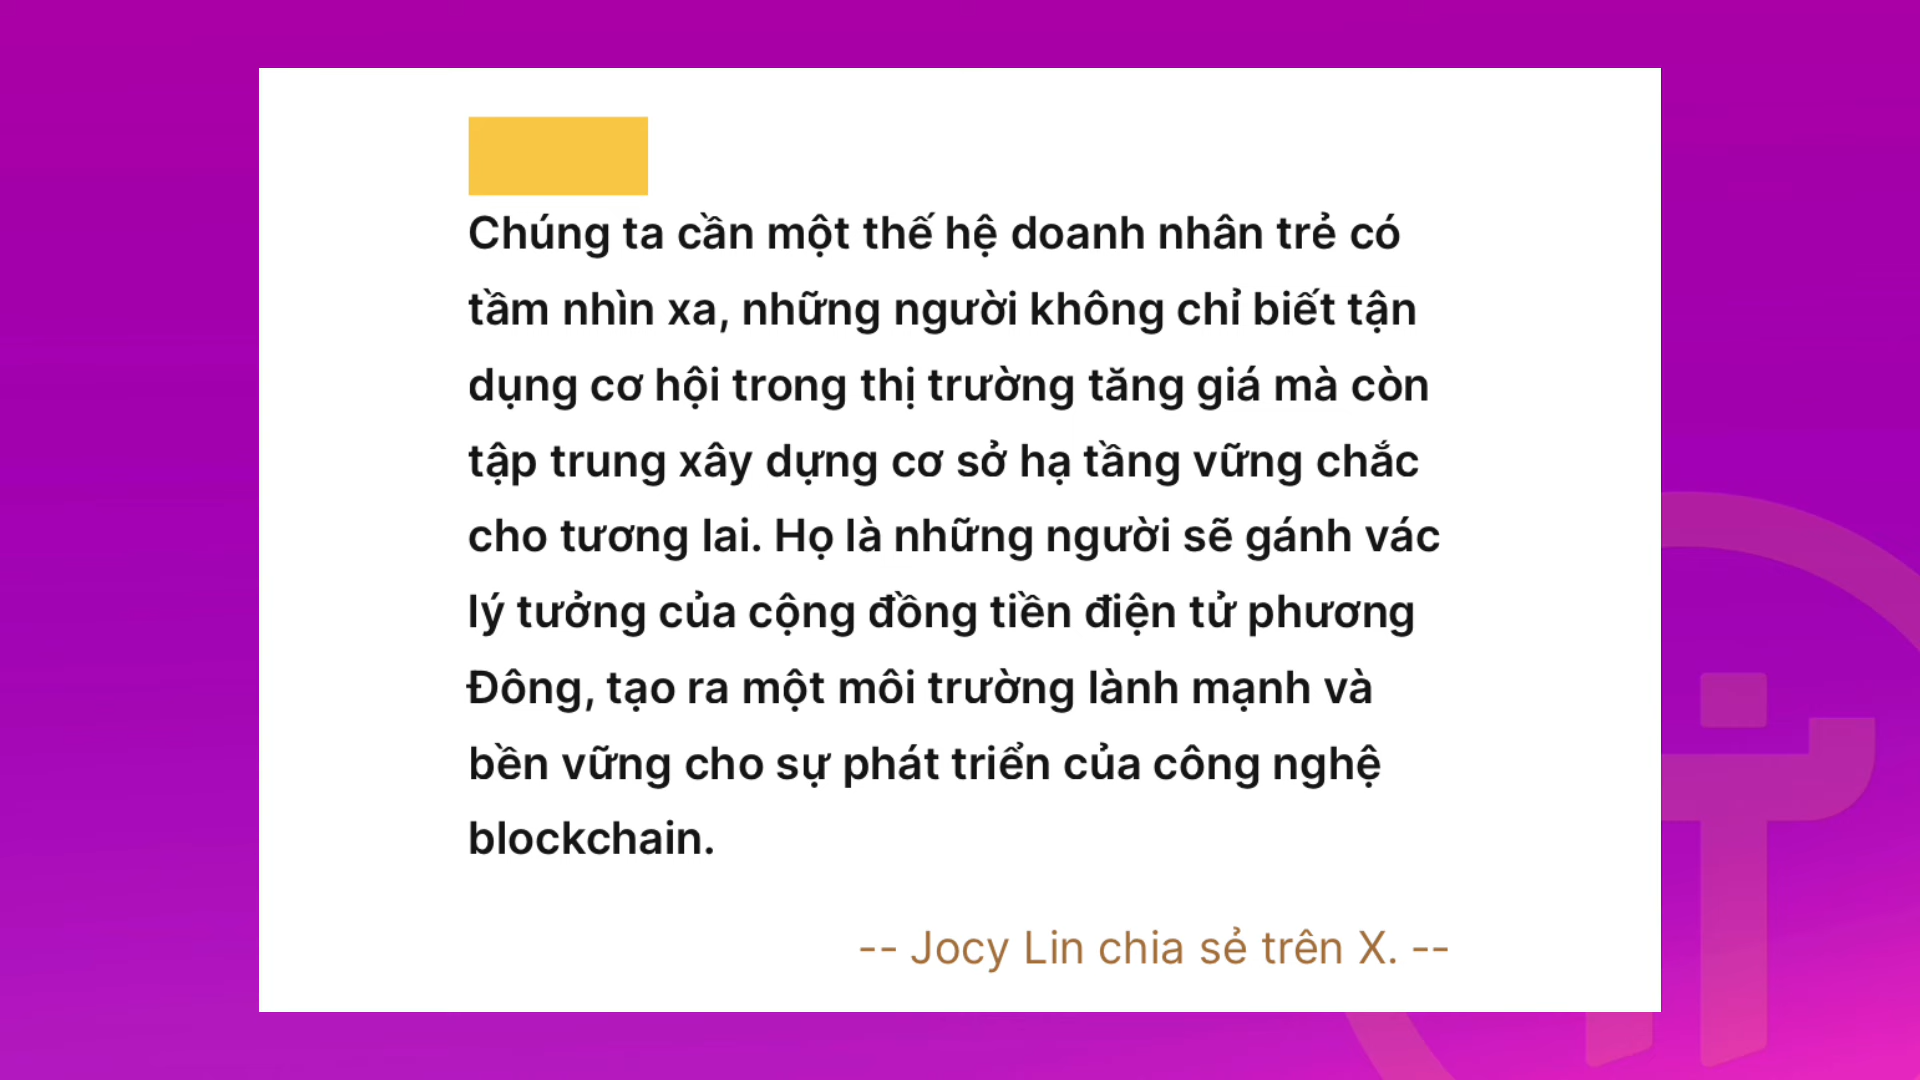 Chúng ta cần một thế hệ doanh nhân trẻ có
tầm nhìn xa, những người không chỉ biết tận
dụng cơ hội trong thị trường tăng giá mà còn
tập trung xây dựng cơ sở hạ tầng vững chắc
cho tương lai. Họ là những người sẽ gánh vác
lý tưởng của cộng đồng tiền điện tử phương
Đông, tạo ra một môi trường lành mạnh và
bền vững cho sự phát triển của công nghệ
blockchain.
-- Jocy Lin chia sẻ trên X. --